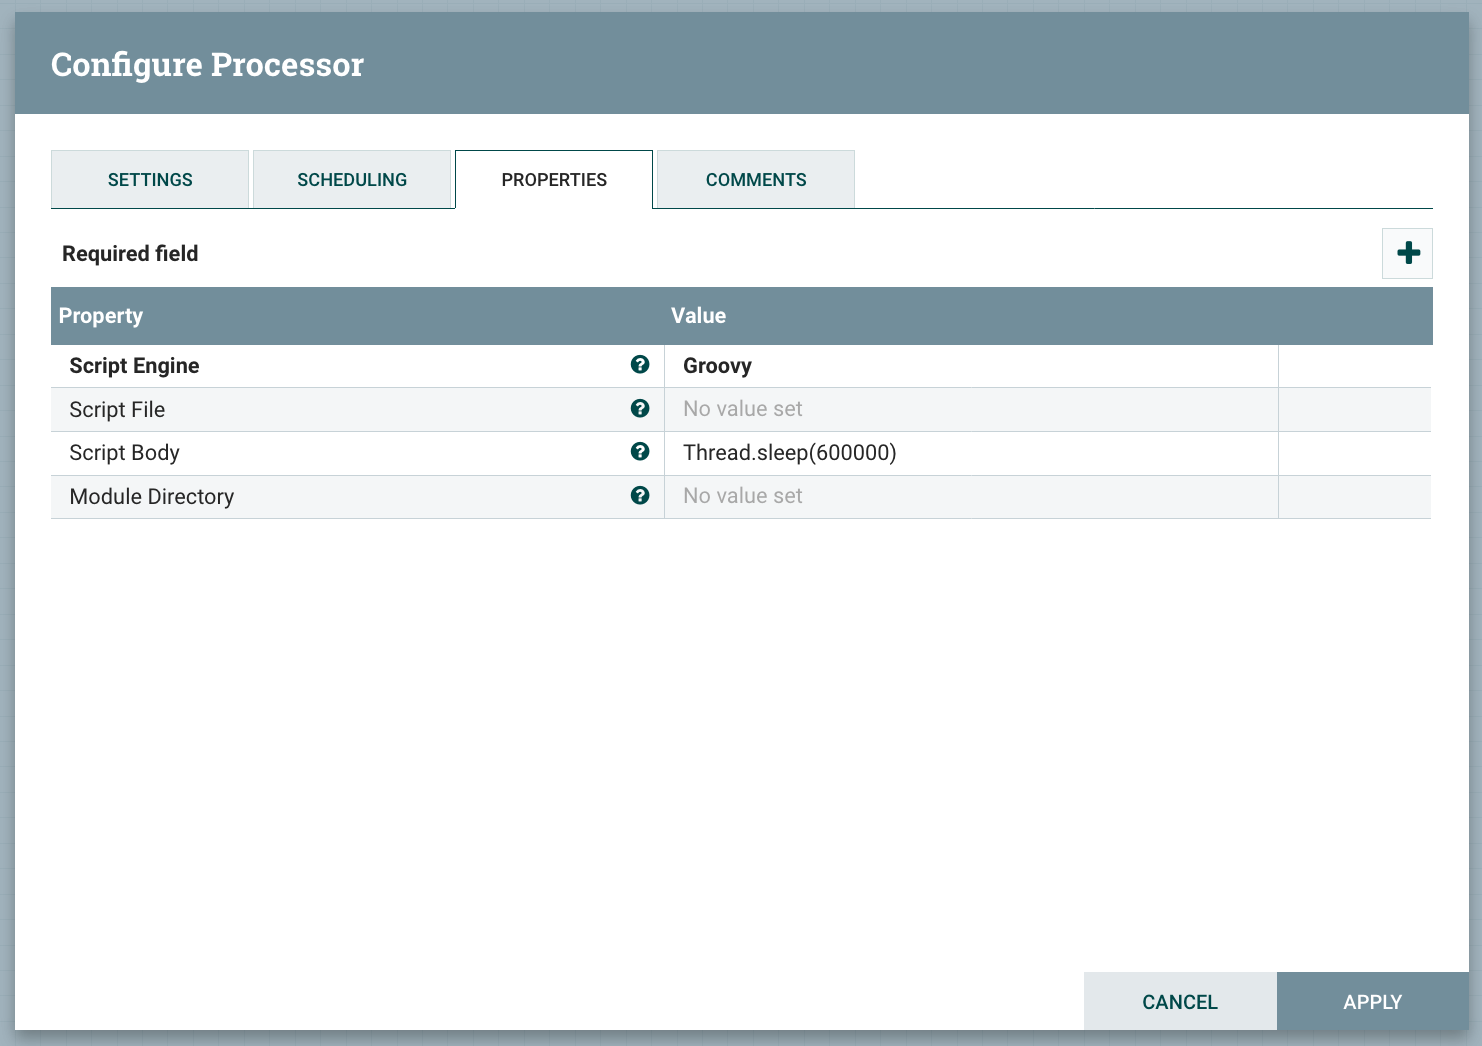 Configure Processor
SETTINGS SCHEDULING PROPERTIES COMMENTS
Required field
Property Value
Script Engine Groovy
Script File No value set
Script Body Thread.sleep(600000)
Module Directory No value set
CANCEL APPLY